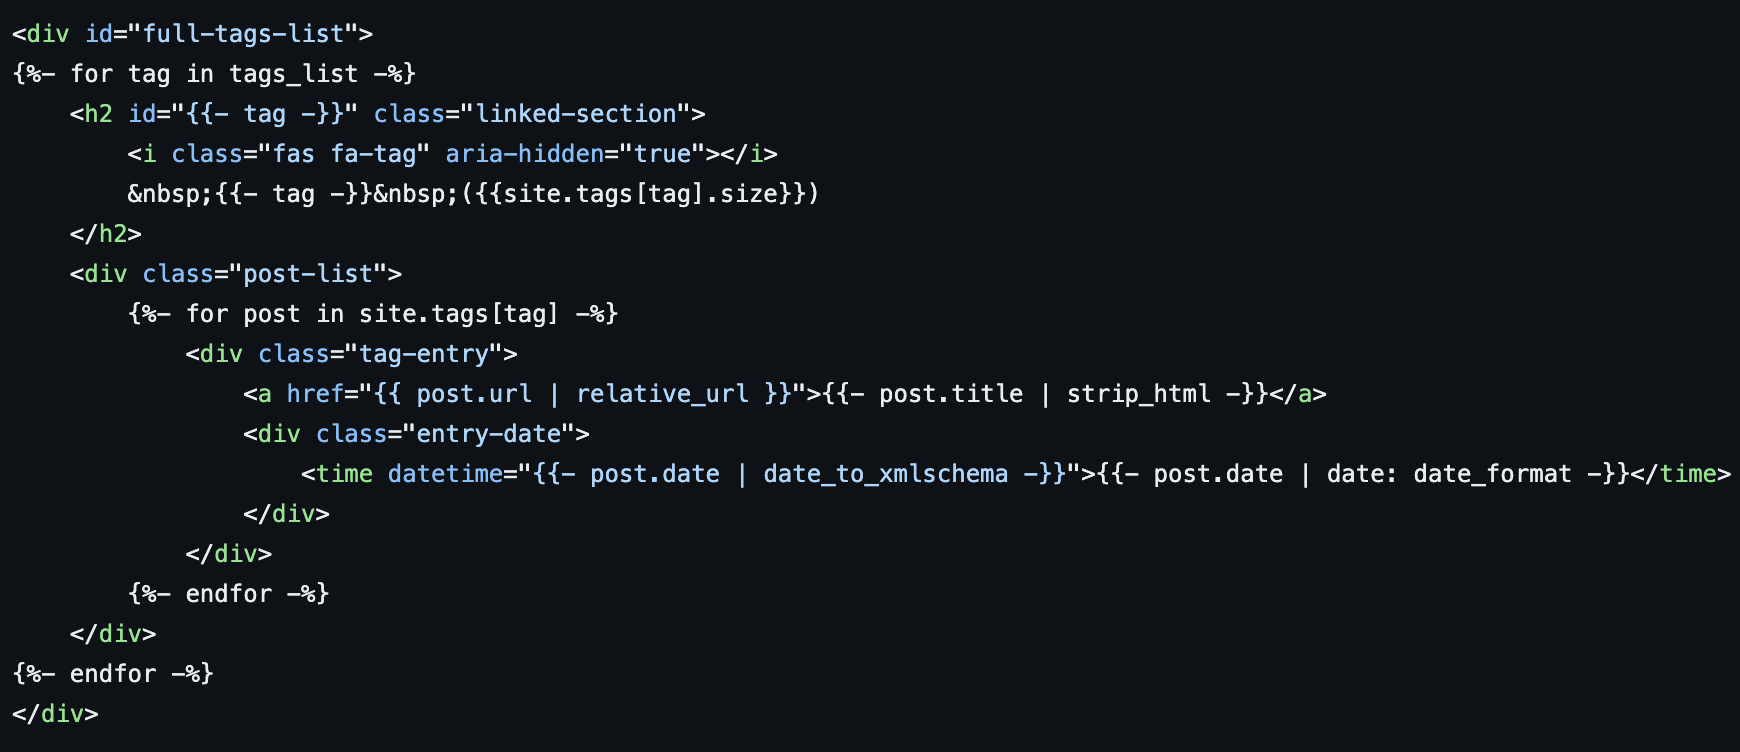 <div id="full-tags-list">
{%- for tag in tags_list -%}
    <h2 id="{{- tag -}}" class="linked-section">
        <i class="fas fa-tag" aria-hidden="true"></i>
        &nbsp;{{- tag -}}&nbsp;({{site.tags[tag].size}})
    </h2>
    <div class="post-list">
        {%- for post in site.tags[tag] -%}
            <div class="tag-entry">
                <a href="{{ post.url | relative_url }}">{{- post.title | strip_html -}}</a>
                <div class="entry-date">
                    <time datetime="{{- post.date | date_to_xmlschema -}}">{{- post.date | date: date_format -}}</time>
                </div>
            </div>
        {%- endfor -%}
    </div>
{%- endfor -%}
</div>